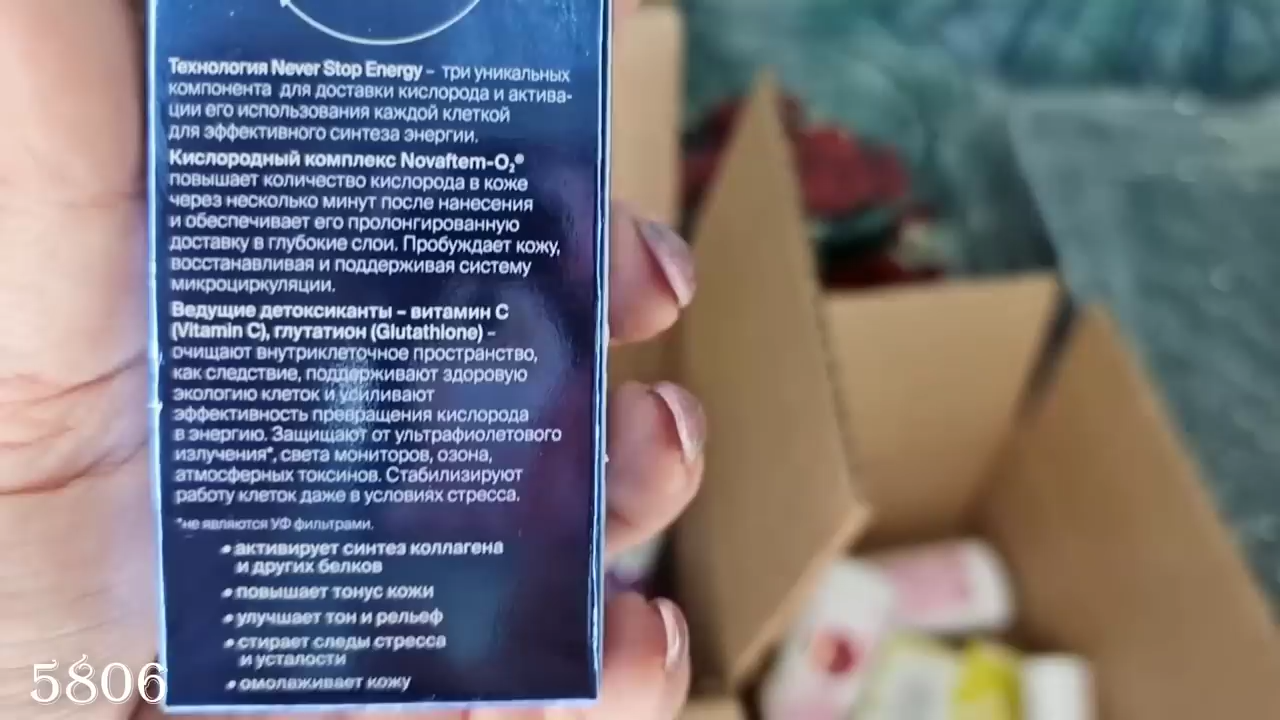 Технология Never Stop Energy – три уникальных
компонента для доставки кислорода и актива-
ции его использования каждой клеткой
для эффективного синтеза энергии.
Кислородный комплекс Novaftem-O₂®
повышает количество кислорода в коже
через несколько минут после нанесения
и обеспечивает его пролонгированную
доставку в глубокие слои. Пробуждает кожу,
восстанавливая и поддерживая систему
микроциркуляции.
Ведущие детоксиканты – витамин С
(Vitamin C), глутатион (Glutathione) –
очищают внутриклеточное пространство,
как следствие, поддерживают здоровую
экологию клеток и усиливают
эффективность превращения кислорода
в энергию. Защищают от ультрафиолетового
излучения*, света мониторов, озона,
атмосферных токсинов. Стабилизируют
работу клеток даже в условиях стресса.
*не являются УФ фильтрами.
• активирует синтез коллагена
и других белков
• повышает тонус кожи
• улучшает тон и рельеф
• стирает следы стресса
и усталости
• омолаживает кожу
5806